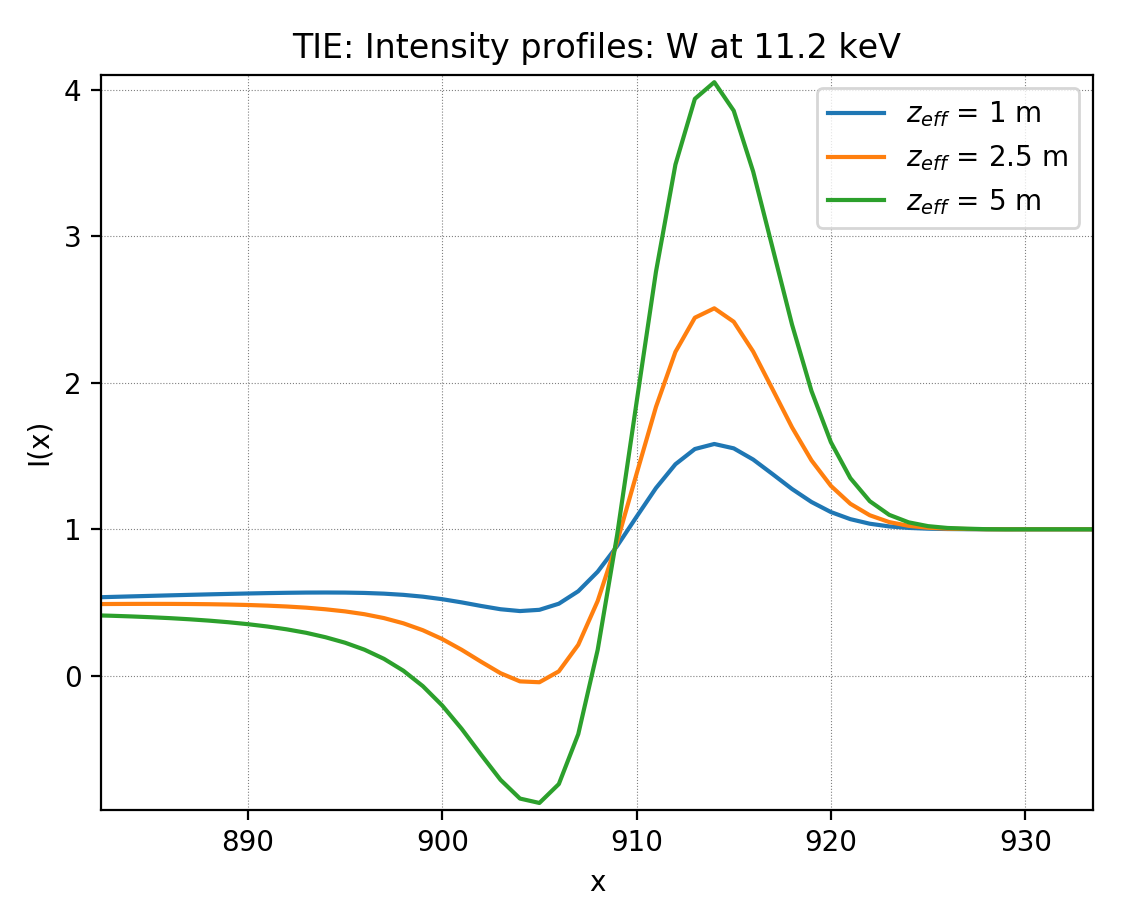 TIE: Intensity profiles: W at 11.2 keV
4
3
2
1
0
I(x)
z_eff = 1 m
z_eff = 2.5 m
z_eff = 5 m
890 900 910 920 930
x